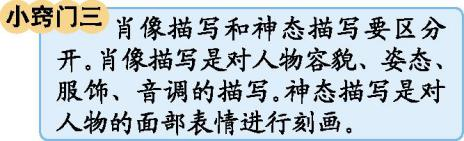 小窍门三
肖像描写和神态描写要区分
开。肖像描写是对人物容貌、姿态、
服饰、音调的描写。神态描写是对
人物的面部表情进行刻画。